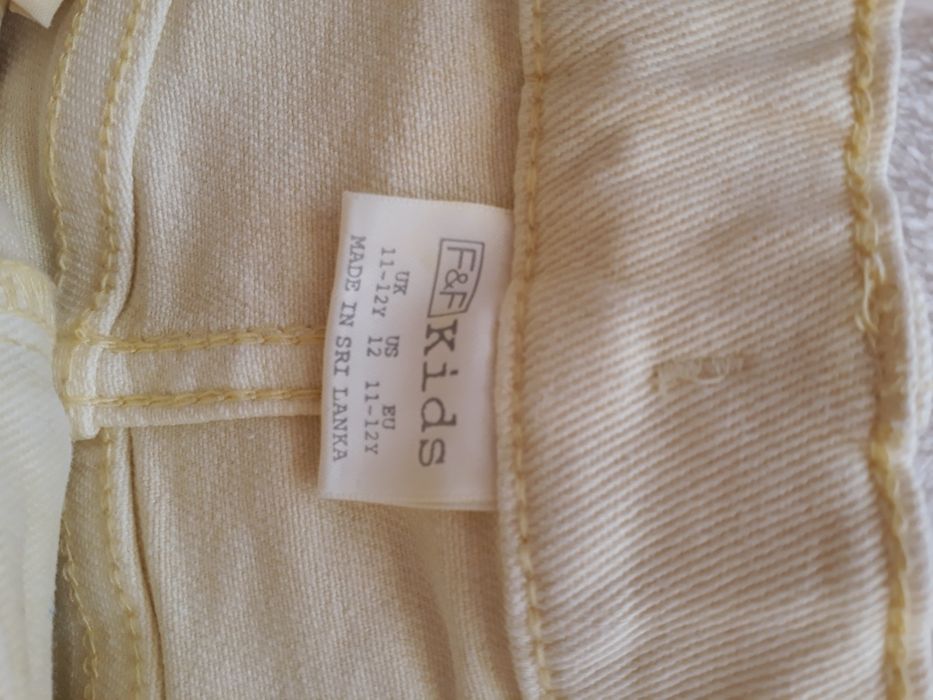 F&F Kids
UK US EU
11-12Y 12 11-12Y
MADE IN SRI LANKA